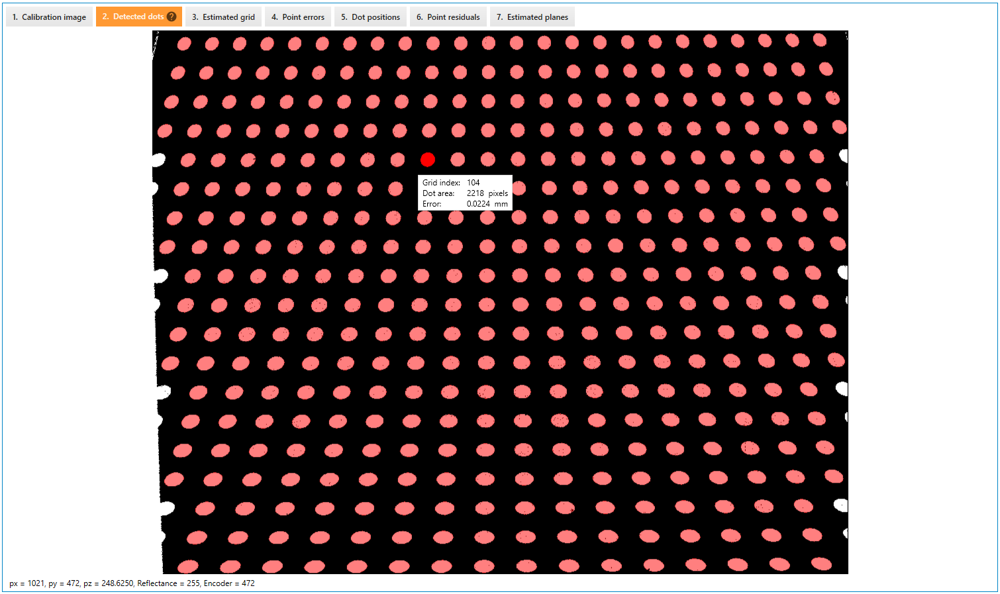 1. Calibration image 2. Detected dots ? 3. Estimated grid 4. Point errors 5. Dot positions 6. Point residuals 7. Estimated planes
Grid index: 104
Dot area: 2218 pixels
Error: 0.0224 mm
px = 1021, py = 472, pz = 248.6250, Reflectance = 255, Encoder = 472